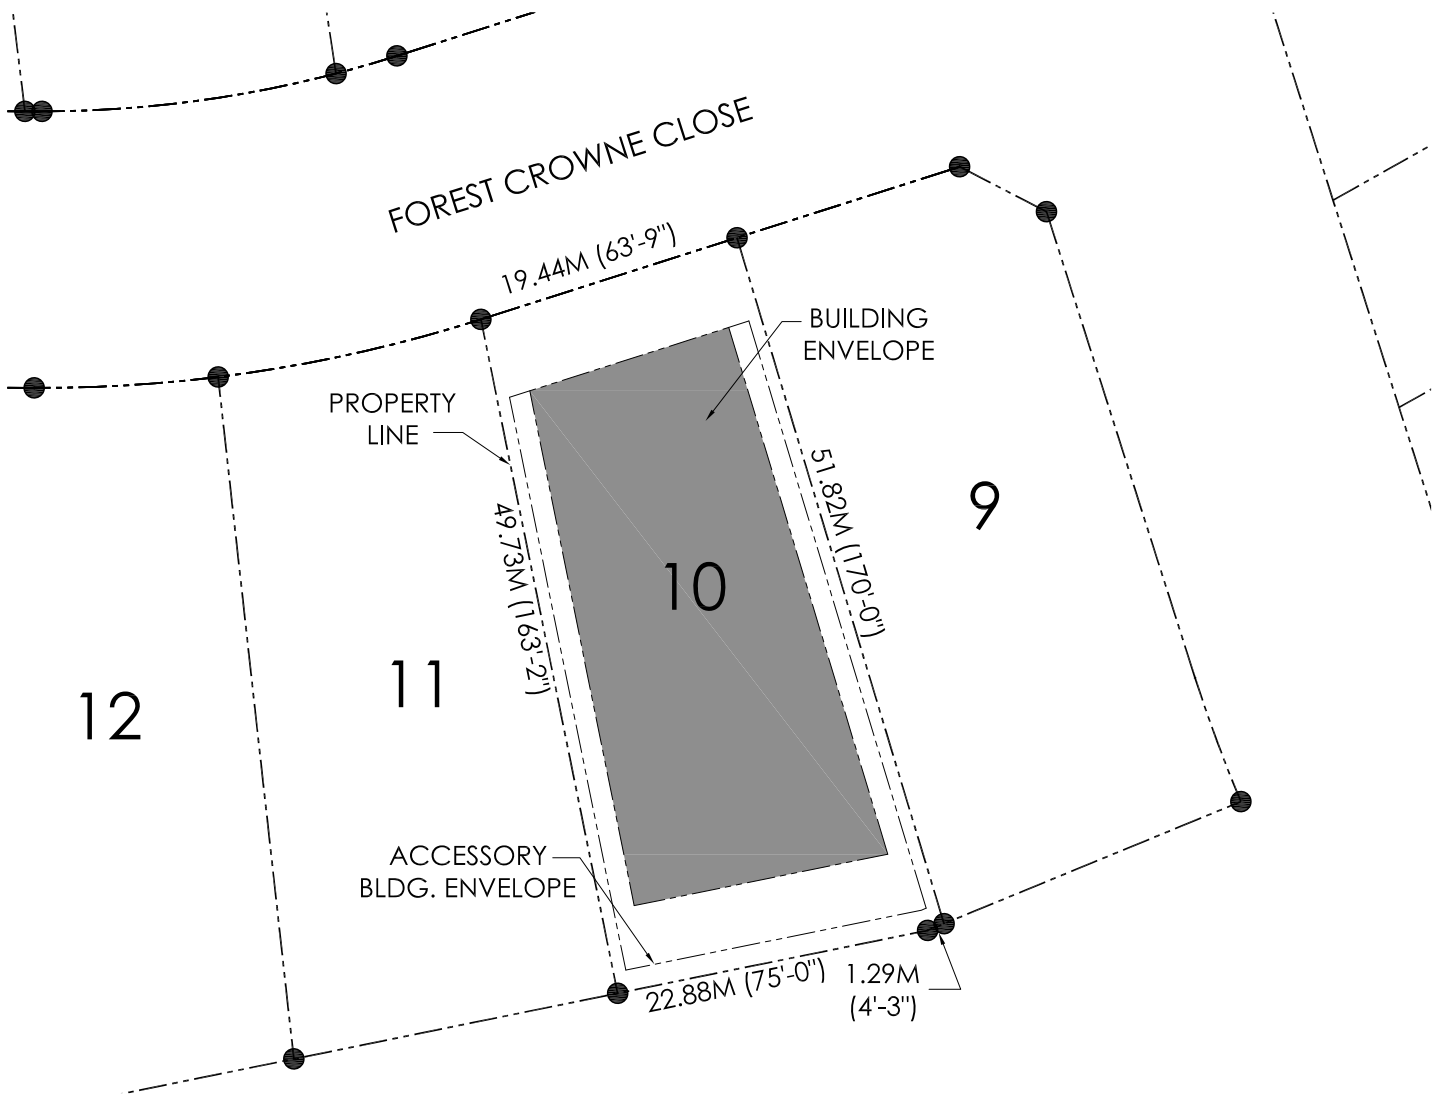 FOREST CROWNE CLOSE
19.44M (63'-9")
BUILDING
ENVELOPE
PROPERTY
LINE
51.82M (170'-0")
9
49.73M (163'-2")
10
11
12
ACCESSORY
BLDG. ENVELOPE
22.88M (75'-0")
1.29M
(4'-3")